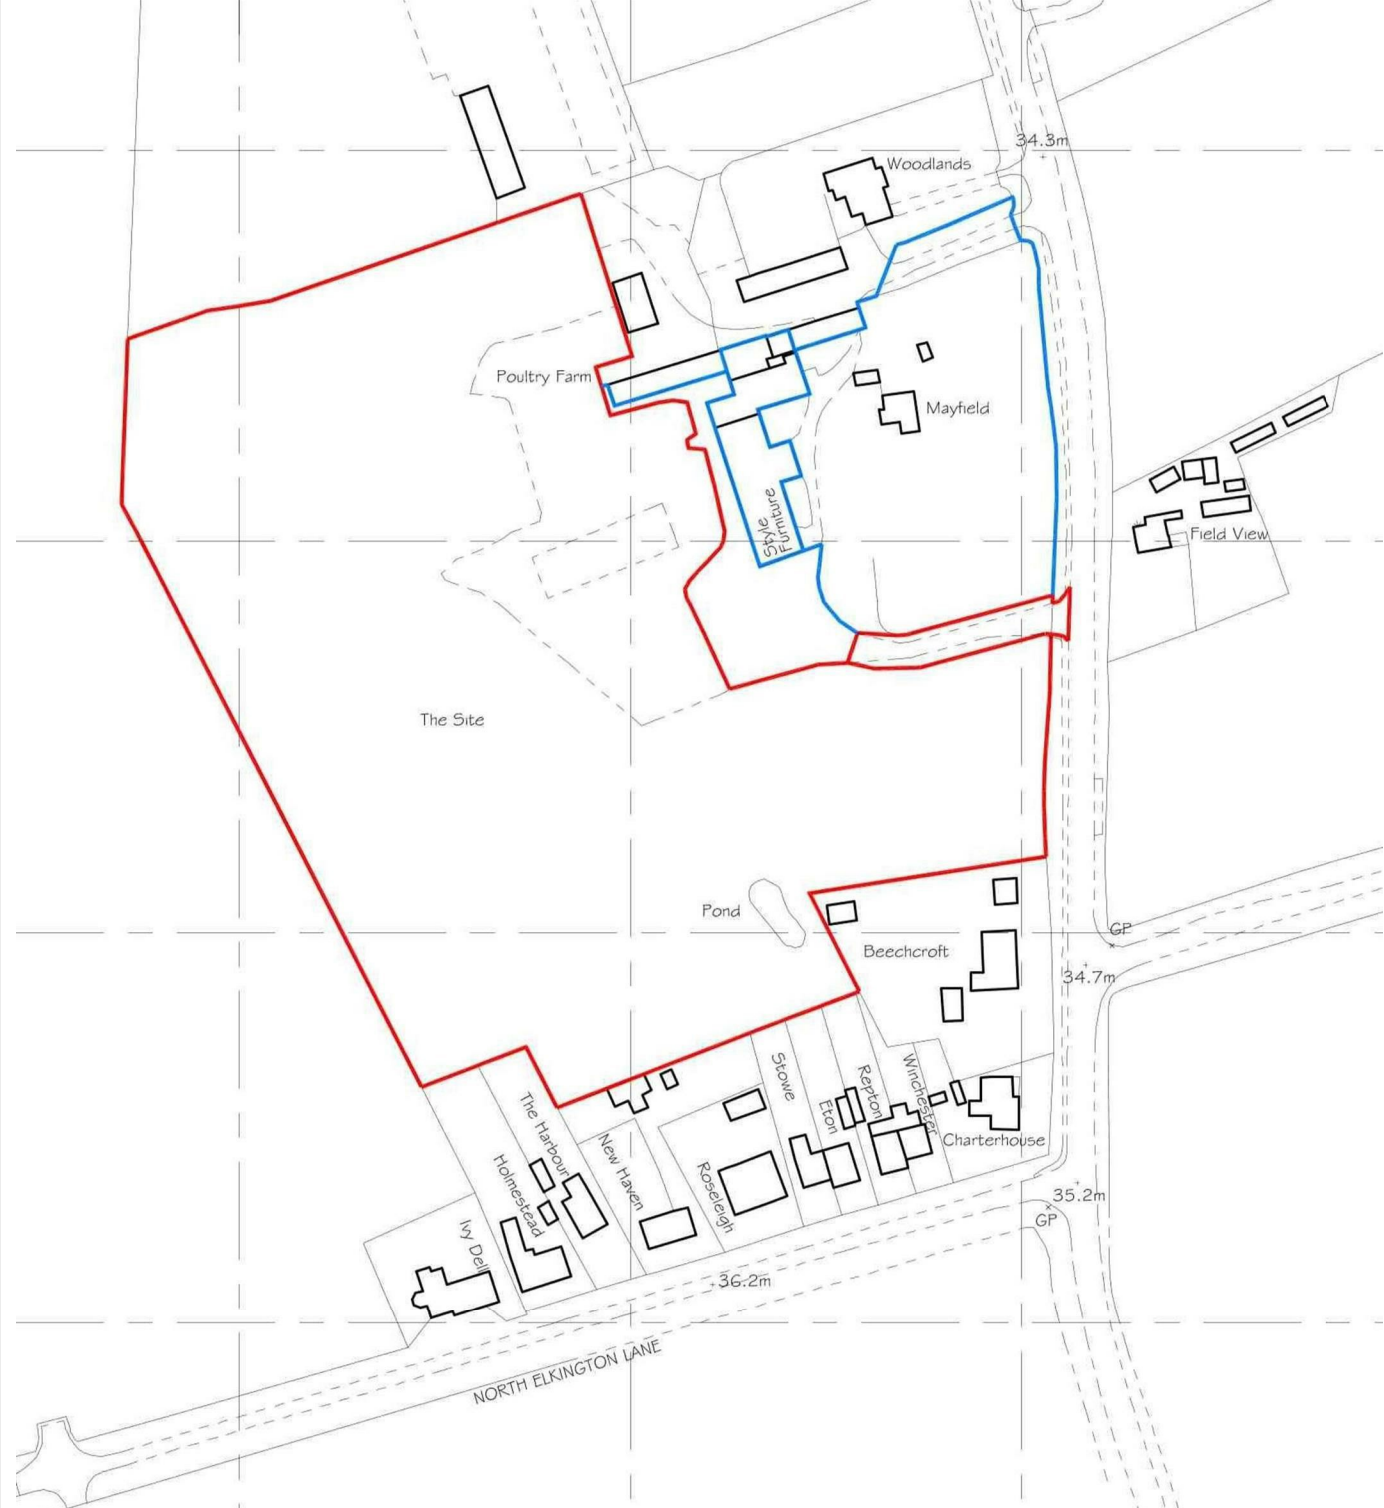 34.3m
Woodlands
Poultry Farm
Mayfield
Style
Furniture
Field View
The Site
Pond
GP
Beechcroft
34.7m
Stowe
Winchester
Repton
The Harbour
Eton
New Haven
Charterhouse
Holmestead
Roseleigh
35.2m
GP
Ivy Dell
36.2m
NORTH ELKINGTON LANE